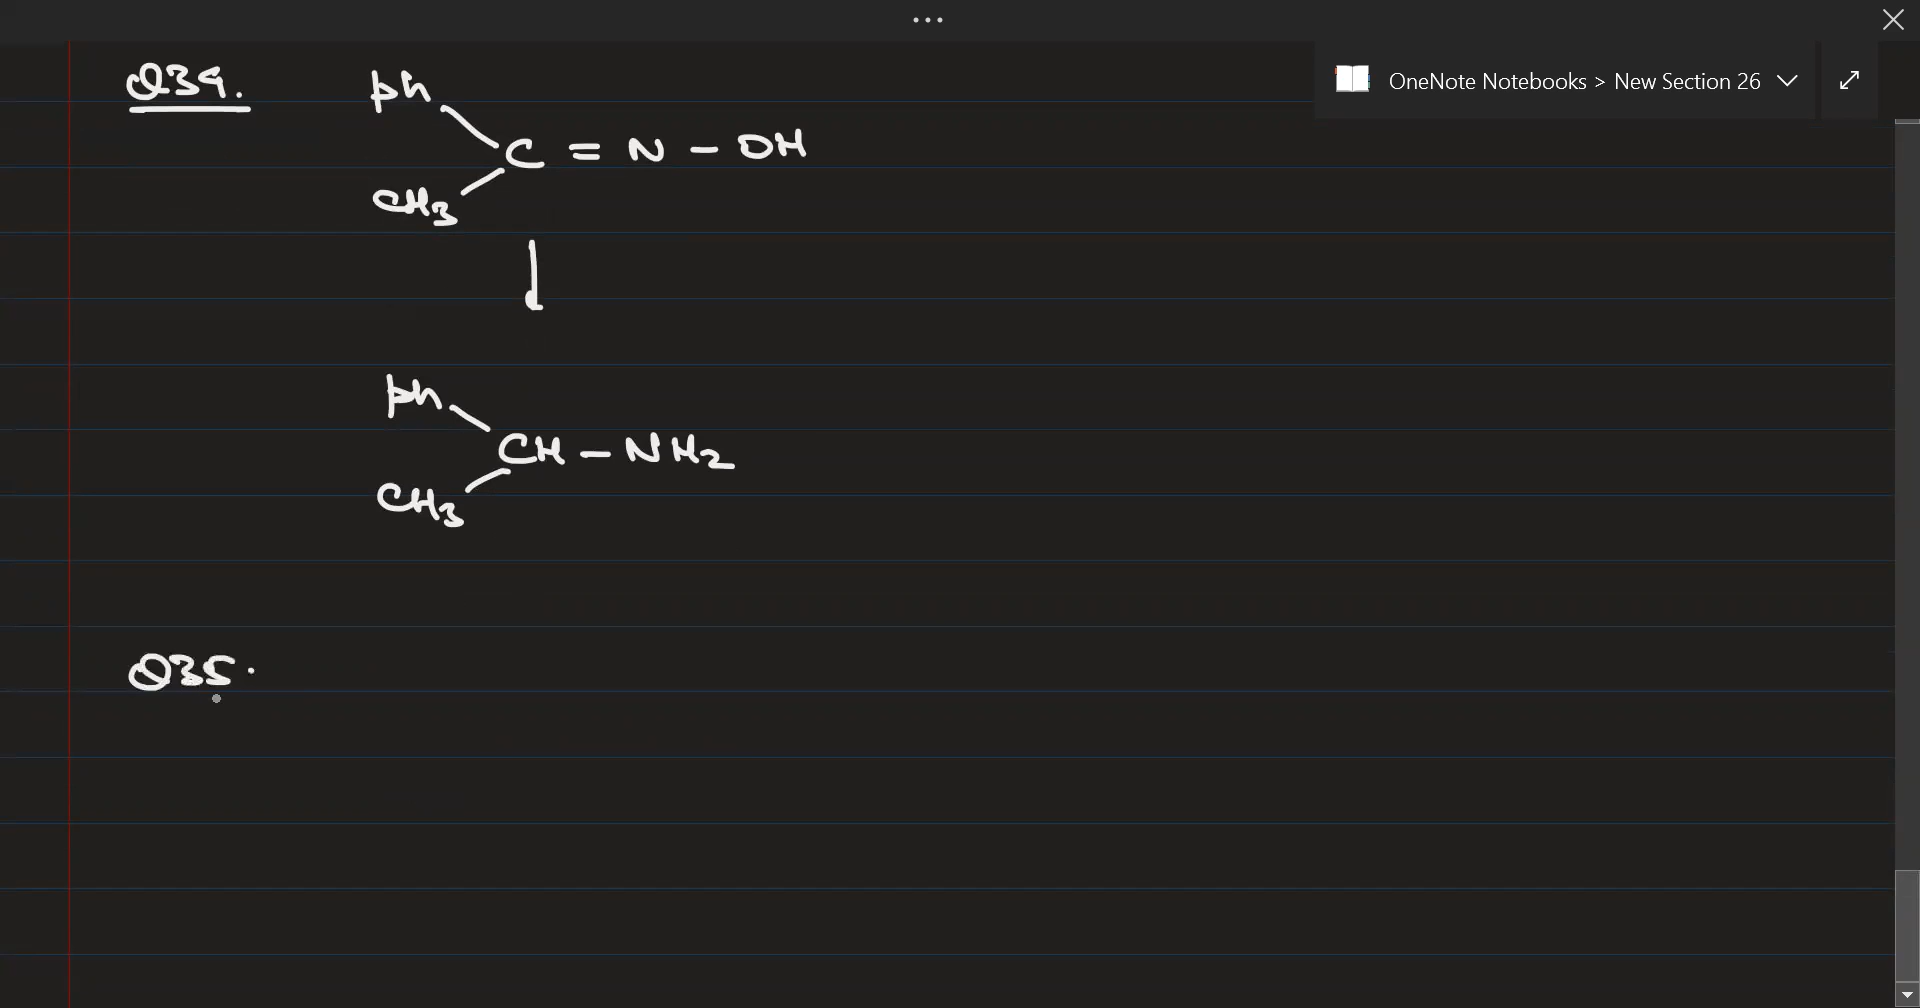 ...
OneNote Notebooks > New Section 26
Q34. Ph
C = N - OH
CH3
Ph
CH - NH2
CH3
Q35.